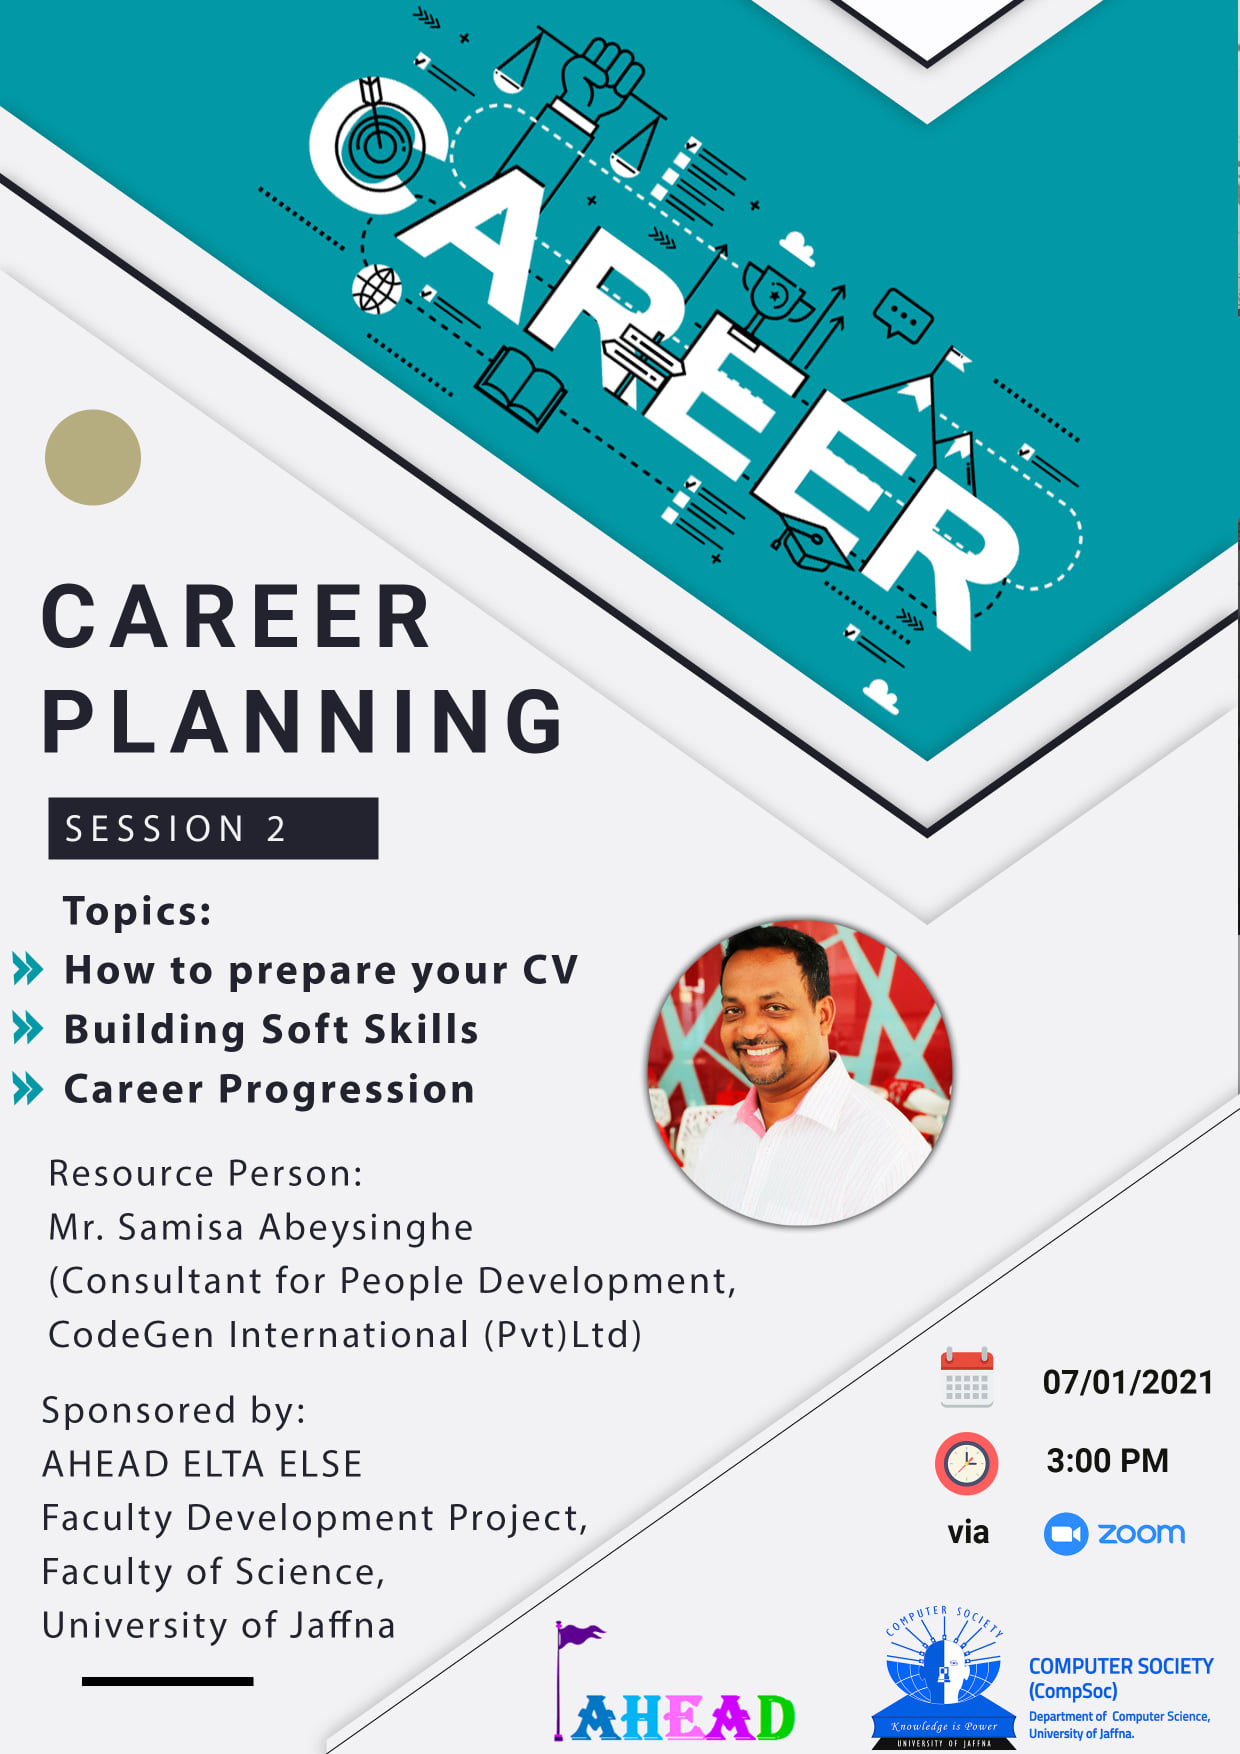 CAREER
CAREER
PLANNING
SESSION 2
Topics:
How to prepare your CV
Building Soft Skills
Career Progression
Resource Person:
Mr. Samisa Abeysinghe
(Consultant for People Development,
CodeGen International (Pvt)Ltd)
Sponsored by:
AHEAD ELTA ELSE
Faculty Development Project,
Faculty of Science,
University of Jaffna
07/01/2021
3:00 PM
via zoom
AHEAD
COMPUTER SOCIETY
Knowledge is Power
UNIVERSITY OF JAFFNA
COMPUTER SOCIETY
(CompSoc)
Department of Computer Science,
University of Jaffna.